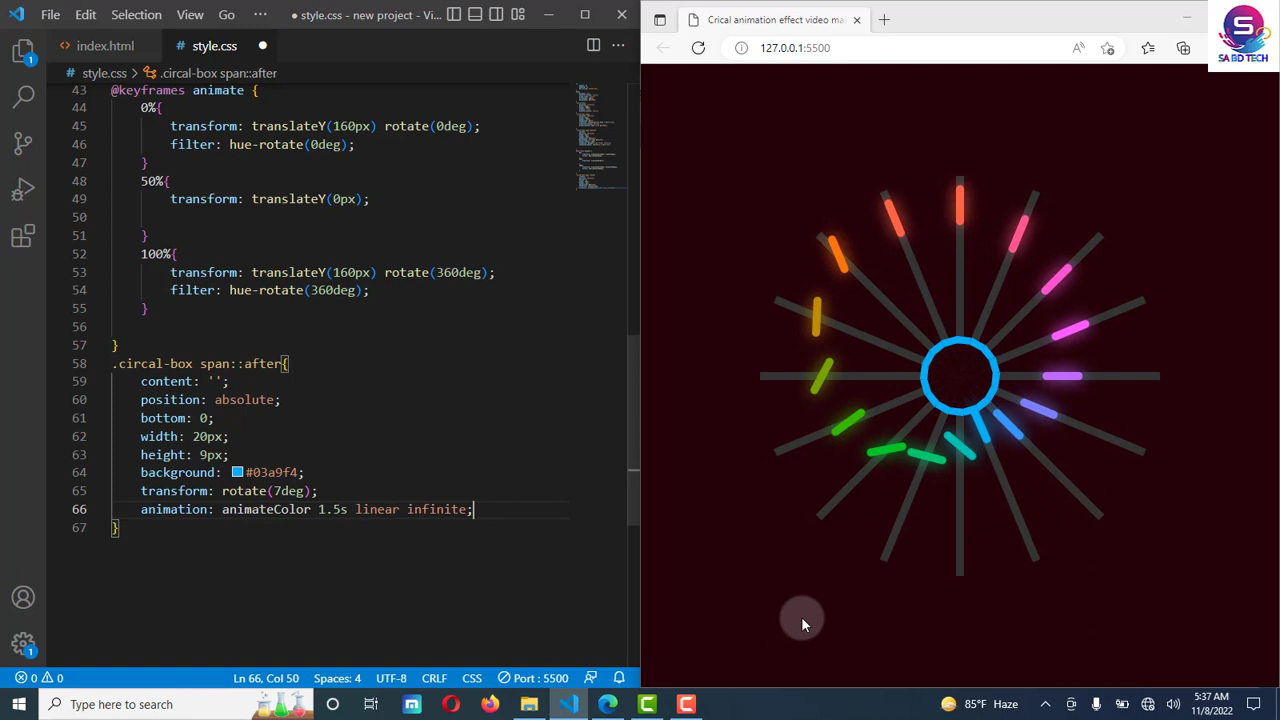 File Edit Selection View Go ··· ● style.css - new project - Visu...
Crical animation effect video mal
S
SA BD TECH
index.html
style.css
127.0.0.1:5500
style.css > .circal-box span::after
43 @keyframes animate {
44 0%{
45 transform: translateY(160px) rotate(0deg);
46 filter: hue-rotate(0deg);
47 }
48 50%{
49 transform: translateY(0px);
50
51 }
52 100%{
53 transform: translateY(160px) rotate(360deg);
54 filter: hue-rotate(360deg);
55 }
56
57 }
58 .circal-box span::after{
59 content: '';
60 position: absolute;
61 bottom: 0;
62 width: 20px;
63 height: 9px;
64 background: #03a9f4;
65 transform: rotate(7deg);
66 animation: animateColor 1.5s linear infinite;
67 }
1
1
0 0 Ln 66, Col 50 Spaces: 4 UTF-8 CRLF CSS Port : 5500
Type here to search
85°F Haze
5:37 AM
11/8/2022